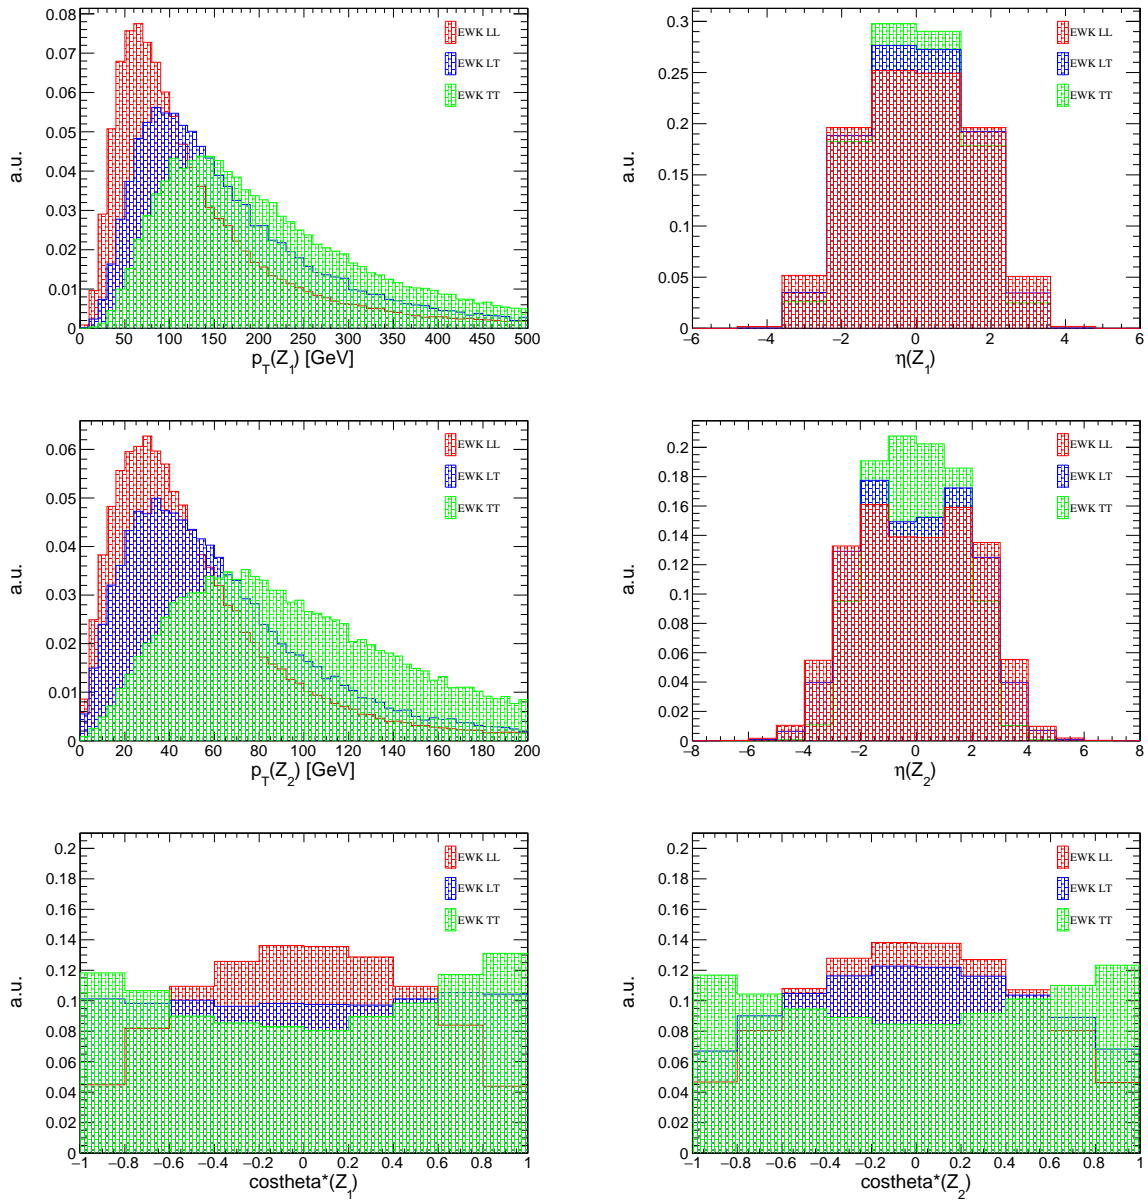 a.u.
0.08
0.07
0.06
0.05
0.04
0.03
0.02
0.01
0
EWK LL
EWK LT
EWK TT
0 50 100 150 200 250 300 350 400 450 500
p_T(Z_1) [GeV]
a.u.
0.3
0.25
0.2
0.15
0.1
0.05
0
EWK LL
EWK LT
EWK TT
−6 −4 −2 0 2 4 6
η(Z_1)
a.u.
0.06
0.05
0.04
0.03
0.02
0.01
0
EWK LL
EWK LT
EWK TT
0 20 40 60 80 100 120 140 160 180 200
p_T(Z_2) [GeV]
a.u.
0.2
0.18
0.16
0.14
0.12
0.1
0.08
0.06
0.04
0.02
0
EWK LL
EWK LT
EWK TT
−8 −6 −4 −2 0 2 4 6 8
η(Z_2)
a.u.
0.2
0.18
0.16
0.14
0.12
0.1
0.08
0.06
0.04
0.02
0
EWK LL
EWK LT
EWK TT
−1 −0.8 −0.6 −0.4 −0.2 0 0.2 0.4 0.6 0.8 1
costheta*(Z_1)
a.u.
0.2
0.18
0.16
0.14
0.12
0.1
0.08
0.06
0.04
0.02
0
EWK LL
EWK LT
EWK TT
−1 −0.8 −0.6 −0.4 −0.2 0 0.2 0.4 0.6 0.8 1
costheta*(Z_2)